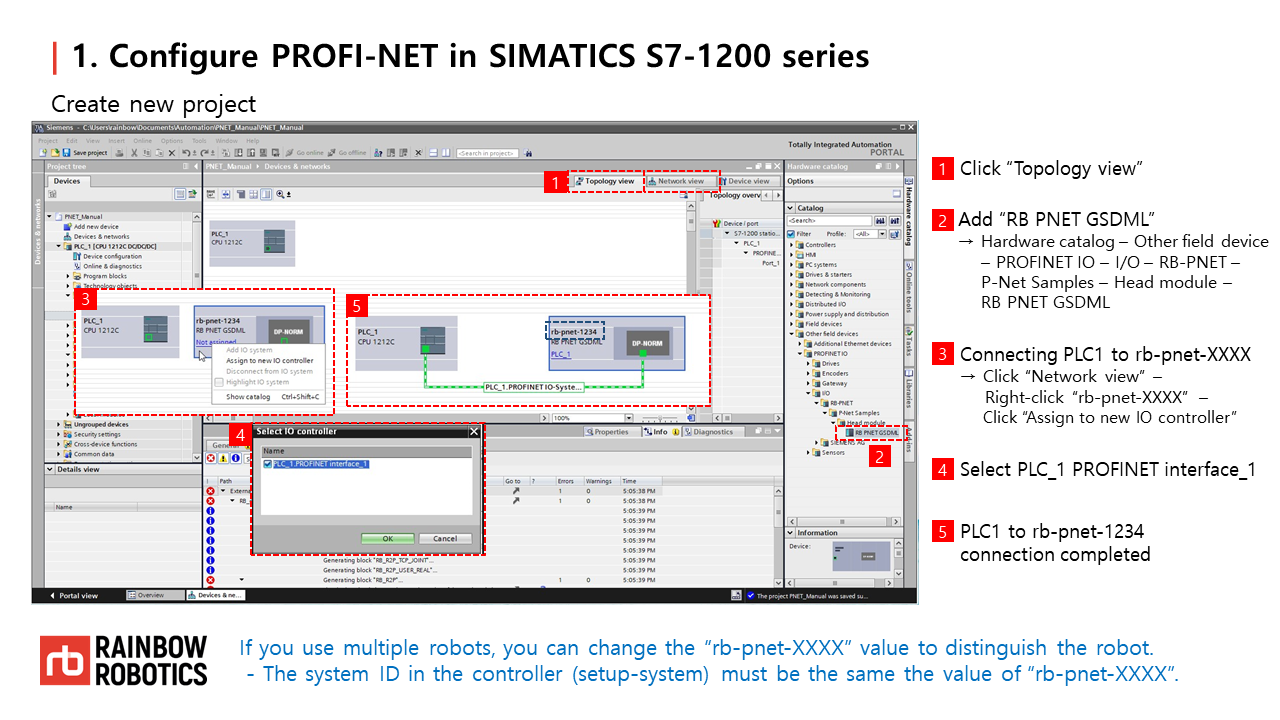 1. Configure PROFI-NET in SIMATICS S7-1200 series
Create new project
Siemens - C:\Users\rainbow\Documents\Automation\PNET_Manual\PNET_Manual
Project Edit View Insert Online Options Tools Window Help
Totally Integrated Automation
PORTAL
Save project
Go online
Go offline
<Search in project>
Project tree
PNET_Manual › Devices & networks
Hardware catalog
Devices
1
Topology view
Network view
Device view
Options
Topology overv
Devices & networks
PNET_Manual
Add new device
Devices & networks
PLC_1 [CPU 1212C DC/DC/DC]
Device configuration
Online & diagnostics
Program blocks
Technology objects
PLC_1
CPU 1212C
Device / port
S7-1200 statio...
PLC_1
PROFINE...
Port_1
Catalog
<Search>
Filter
Profile:
<All>
Controllers
HMI
PC systems
Drives & starters
Network components
Detecting & Monitoring
Distributed I/O
Power supply and distribution
Field devices
Other field devices
Additional Ethernet devices
PROFINET IO
Drives
Encoders
Gateway
I/O
RB-PNET
P-Net Samples
Head module
RB PNET GSDML
SIEMENS AG
Sensors
2
Hardware catalog
Online tools
Tasks
Libraries
Add-ins
3
PLC_1
CPU 1212C
rb-pnet-1234
RB PNET GSDML
DP-NORM
Not assigned
Add IO system
Assign to new IO controller
Disconnect from IO system
Highlight IO system
Show catalog Ctrl+Shift+C
5
PLC_1
CPU 1212C
rb-pnet-1234
RB PNET GSDML
DP-NORM
PLC_1
PLC_1.PROFINET IO-Syste...
100%
Ungrouped devices
Security settings
Cross-device functions
Common data
Details view
Name
4
Select IO controller
Name
PLC_1.PROFINET interface_1
OK
Cancel
Properties
Info
Diagnostics
General
!
Path
Go to
?
Errors
Warnings
Time
Externa
1
0
5:05:38 PM
RB_
1
0
5:05:38 PM
5:05:39 PM
5:05:39 PM
5:05:39 PM
5:05:39 PM
5:05:39 PM
5:05:39 PM
Generating block "RB_R2P_TCP_JOINT"...
5:05:39 PM
Generating block "RB_R2P_USER_REAL"...
5:05:39 PM
Generating block "RB_R2P"...
1
0
5:05:39 PM
Information
Device:
Portal view
Overview
Devices & ne...
The project PNET_Manual was saved su...
1 Click “Topology view”
2 Add “RB PNET GSDML”
→ Hardware catalog – Other field device
– PROFINET IO – I/O – RB-PNET –
P-Net Samples – Head module –
RB PNET GSDML
3 Connecting PLC1 to rb-pnet-XXXX
→ Click “Network view” –
Right-click “rb-pnet-XXXX” –
Click “Assign to new IO controller”
4 Select PLC_1 PROFINET interface_1
5 PLC1 to rb-pnet-1234
connection completed
rb RAINBOW
ROBOTICS
If you use multiple robots, you can change the “rb-pnet-XXXX” value to distinguish the robot.
- The system ID in the controller (setup-system) must be the same the value of “rb-pnet-XXXX”.